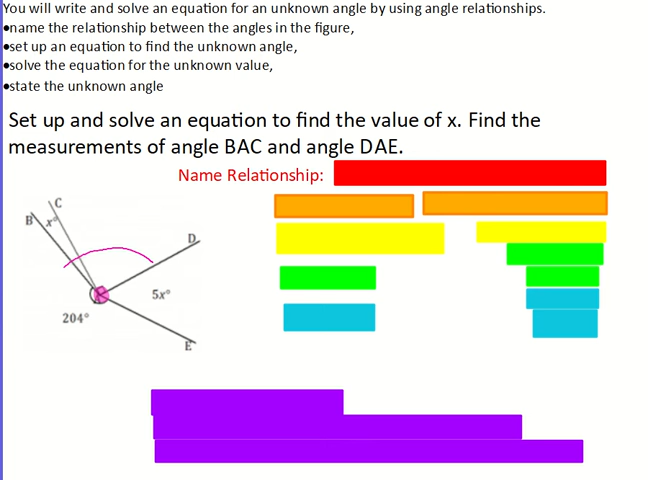 You will write and solve an equation for an unknown angle by using angle relationships.
•name the relationship between the angles in the figure,
•set up an equation to find the unknown angle,
•solve the equation for the unknown value,
•state the unknown angle
Set up and solve an equation to find the value of x. Find the
measurements of angle BAC and angle DAE.
Name Relationship:
C
B x°
D
5x°
204°
E